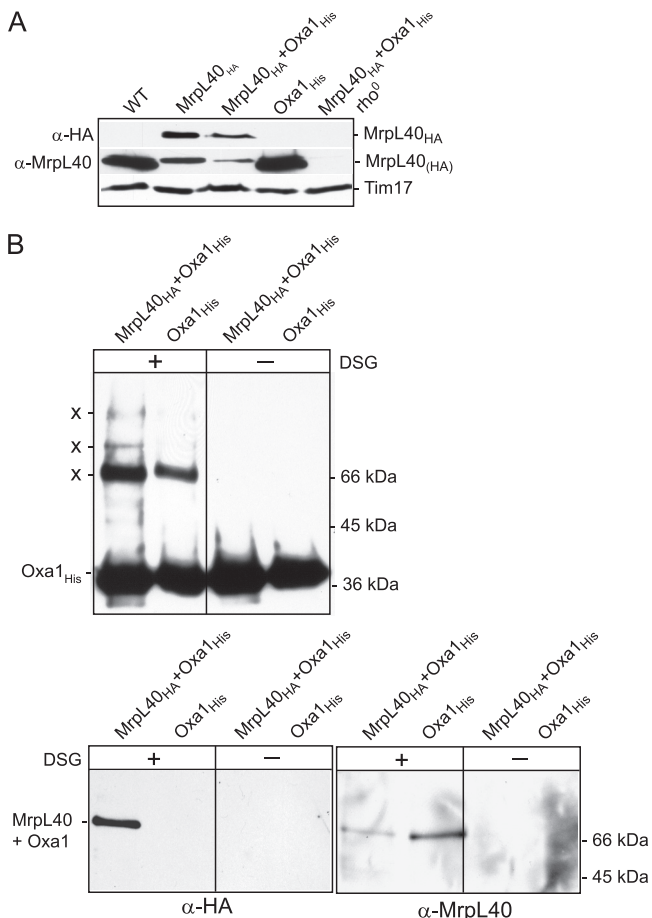 A
WT
MrpL40HA
MrpL40HA+Oxa1His
Oxa1His
MrpL40HA+Oxa1His
rho0
α-HA
MrpL40HA
α-MrpL40
MrpL40(HA)
Tim17
B
MrpL40HA+Oxa1His
Oxa1His
MrpL40HA+Oxa1His
Oxa1His
+
–
DSG
x
x
x
66 kDa
45 kDa
Oxa1His
36 kDa
MrpL40HA+Oxa1His
Oxa1His
MrpL40HA+Oxa1His
Oxa1His
MrpL40HA+Oxa1His
Oxa1His
MrpL40HA+Oxa1His
Oxa1His
DSG
+
–
+
–
MrpL40
+ Oxa1
66 kDa
45 kDa
α-HA
α-MrpL40